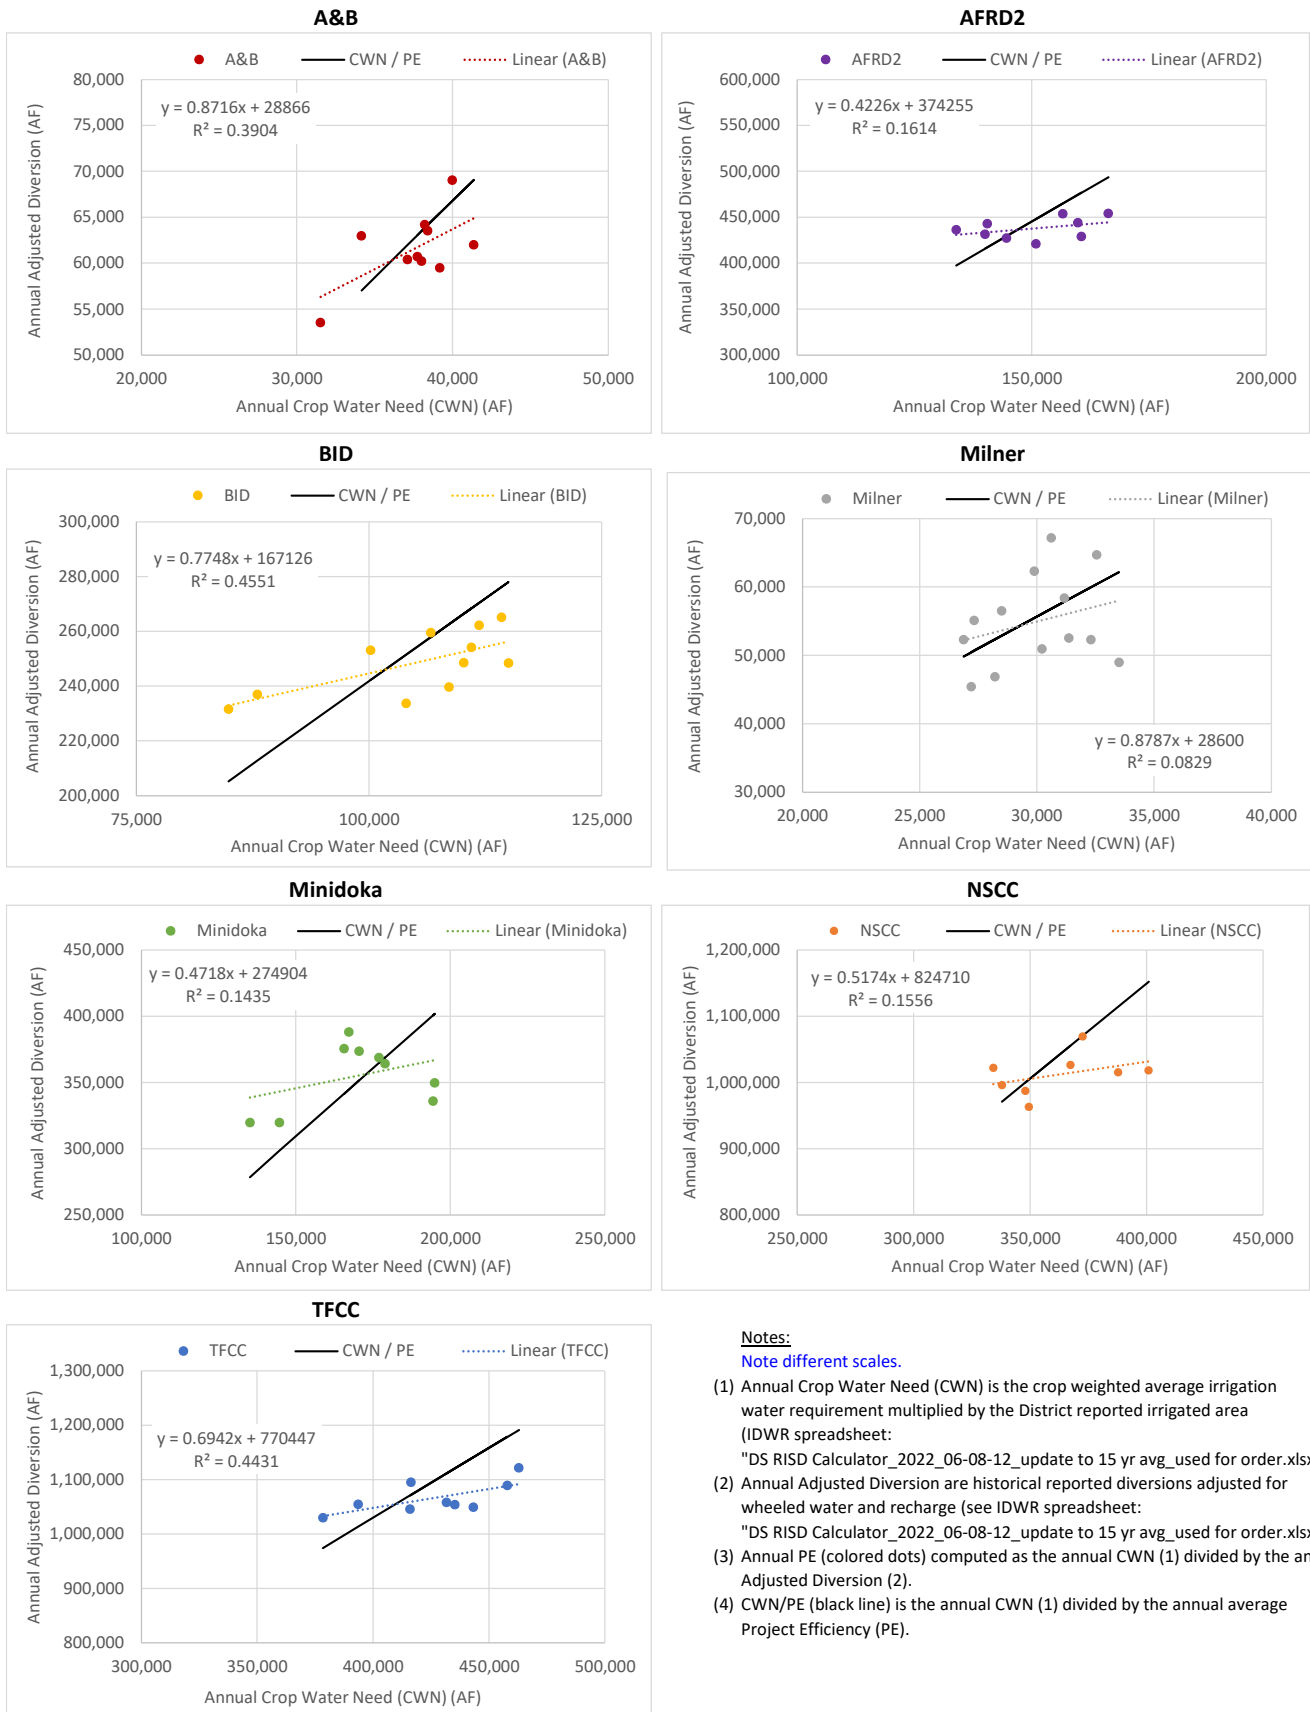 A&B
A&B CWN / PE Linear (A&B)
Annual Adjusted Diversion (AF)
80,000
75,000
70,000
65,000
60,000
55,000
50,000
y = 0.8716x + 28866
R² = 0.3904
20,000 30,000 40,000 50,000
Annual Crop Water Need (CWN) (AF)
AFRD2
AFRD2 CWN / PE Linear (AFRD2)
Annual Adjusted Diversion (AF)
600,000
550,000
500,000
450,000
400,000
350,000
300,000
y = 0.4226x + 374255
R² = 0.1614
100,000 150,000 200,000
Annual Crop Water Need (CWN) (AF)
BID
BID CWN / PE Linear (BID)
Annual Adjusted Diversion (AF)
300,000
280,000
260,000
240,000
220,000
200,000
y = 0.7748x + 167126
R² = 0.4551
75,000 100,000 125,000
Annual Crop Water Need (CWN) (AF)
Milner
Milner CWN / PE Linear (Milner)
Annual Adjusted Diversion (AF)
70,000
60,000
50,000
40,000
30,000
y = 0.8787x + 28600
R² = 0.0829
20,000 25,000 30,000 35,000 40,000
Annual Crop Water Need (CWN) (AF)
Minidoka
Minidoka CWN / PE Linear (Minidoka)
Annual Adjusted Diversion (AF)
450,000
400,000
350,000
300,000
250,000
y = 0.4718x + 274904
R² = 0.1435
100,000 150,000 200,000 250,000
Annual Crop Water Need (CWN) (AF)
NSCC
NSCC CWN / PE Linear (NSCC)
Annual Adjusted Diversion (AF)
1,200,000
1,100,000
1,000,000
900,000
800,000
y = 0.5174x + 824710
R² = 0.1556
250,000 300,000 350,000 400,000 450,000
Annual Crop Water Need (CWN) (AF)
TFCC
TFCC CWN / PE Linear (TFCC)
Annual Adjusted Diversion (AF)
1,300,000
1,200,000
1,100,000
1,000,000
900,000
800,000
y = 0.6942x + 770447
R² = 0.4431
300,000 350,000 400,000 450,000 500,000
Annual Crop Water Need (CWN) (AF)
Notes:
Note different scales.
(1) Annual Crop Water Need (CWN) is the crop weighted average irrigation
water requirement multiplied by the District reported irrigated area
(IDWR spreadsheet:
"DS RISD Calculator_2022_06-08-12_update to 15 yr avg_used for order.xlsx
(2) Annual Adjusted Diversion are historical reported diversions adjusted for
wheeled water and recharge (see IDWR spreadsheet:
"DS RISD Calculator_2022_06-08-12_update to 15 yr avg_used for order.xlsx
(3) Annual PE (colored dots) computed as the annual CWN (1) divided by the an
Adjusted Diversion (2).
(4) CWN/PE (black line) is the annual CWN (1) divided by the annual average
Project Efficiency (PE).